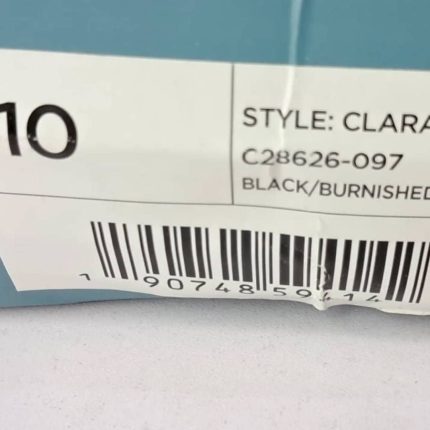 10
STYLE: CLARA
C28626-097
BLACK/BURNISHED
1 90748 59414